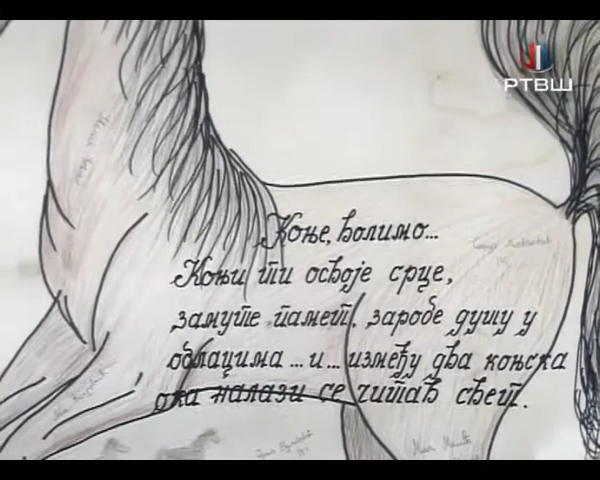 РТВШ
Коње, волимо...
Коњи ти освоје срце,
замуте памет, заробе душу у
облацима ... и ... између два коњска
ока налази се читав свет.